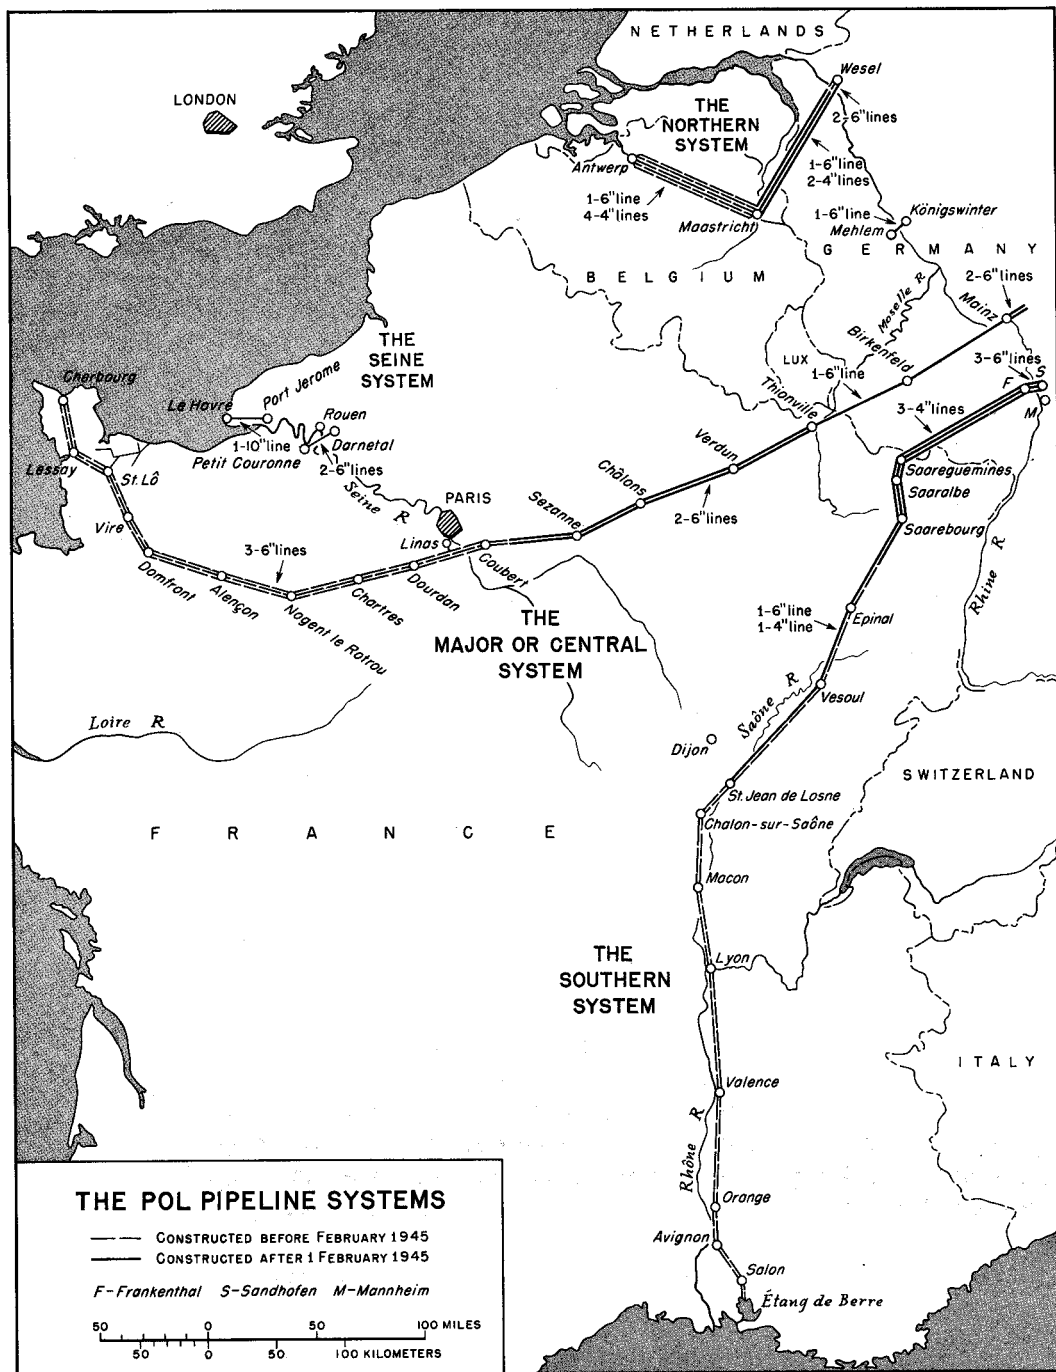 NETHERLANDS
Wesel
LONDON
THE
NORTHERN
SYSTEM
2-6" lines
Antwerp
1-6" line
4-4" lines
1-6" line
2-4" lines
Maastricht
1-6" line
Königswinter
Mehlem
GERMANY
BELGIUM
2-6" lines
Moselle R
Mainz
THE
SEINE
SYSTEM
LUX
Birkenfeld
1-6" line
3-6" lines
S
F
M
Cherbourg
Port Jerome
Le Havre
Rouen
Thionville
3-4" lines
1-10" line
Darnetal
Petit Couronne
2-6" lines
Verdun
Lessay
St. Lô
Saareguemines
Saaralbe
Châlons
Seine R
PARIS
Sezanne
Vire
2-6" lines
Saarebourg
Linas
3-6" lines
Coubert
Domfront
Alençon
Nogent le Rotrou
Chartres
Dourdan
Rhine R
THE
MAJOR OR CENTRAL
SYSTEM
1-6" line
1-4" line
Epinal
Vesoul
Saône R
Loire R
Dijon
SWITZERLAND
St. Jean de Losne
FRANCE
Chalon-sur-Saône
Macon
THE
SOUTHERN
SYSTEM
Lyon
ITALY
Valence
Rhône R
Orange
Avignon
Salon
Étang de Berre
THE POL PIPELINE SYSTEMS
CONSTRUCTED BEFORE FEBRUARY 1945
CONSTRUCTED AFTER 1 FEBRUARY 1945
F-Frankenthal S-Sandhofen M-Mannheim
50 0 50 100 MILES
50 0 50 100 KILOMETERS